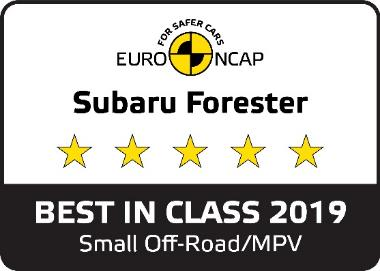 FOR SAFER CARS
EURO NCAP
Subaru Forester
BEST IN CLASS 2019
Small Off-Road/MPV